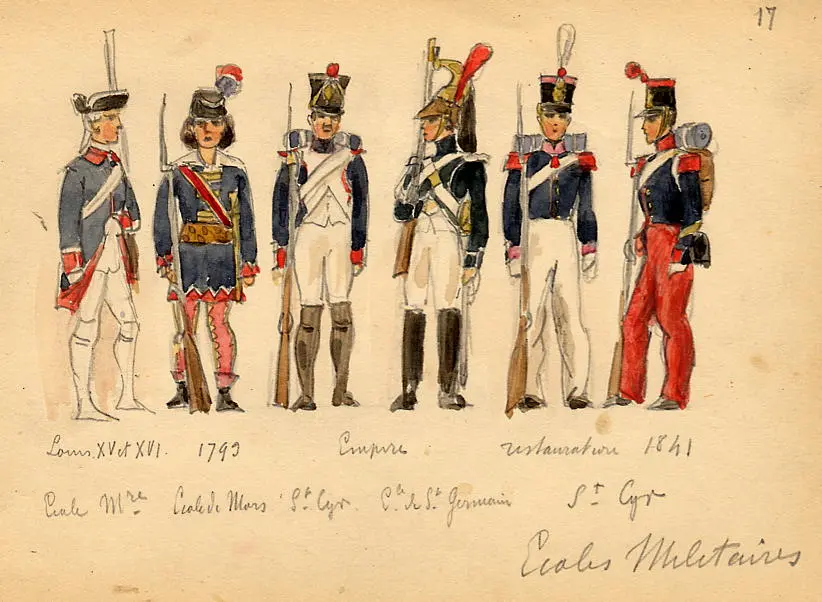 17
Louis XV et XVI. 1793 Empire. restauration 1841
Ecole Mre Ecole de Mars St Cyr. Cle de St Germain St Cyr
Ecoles Militaires